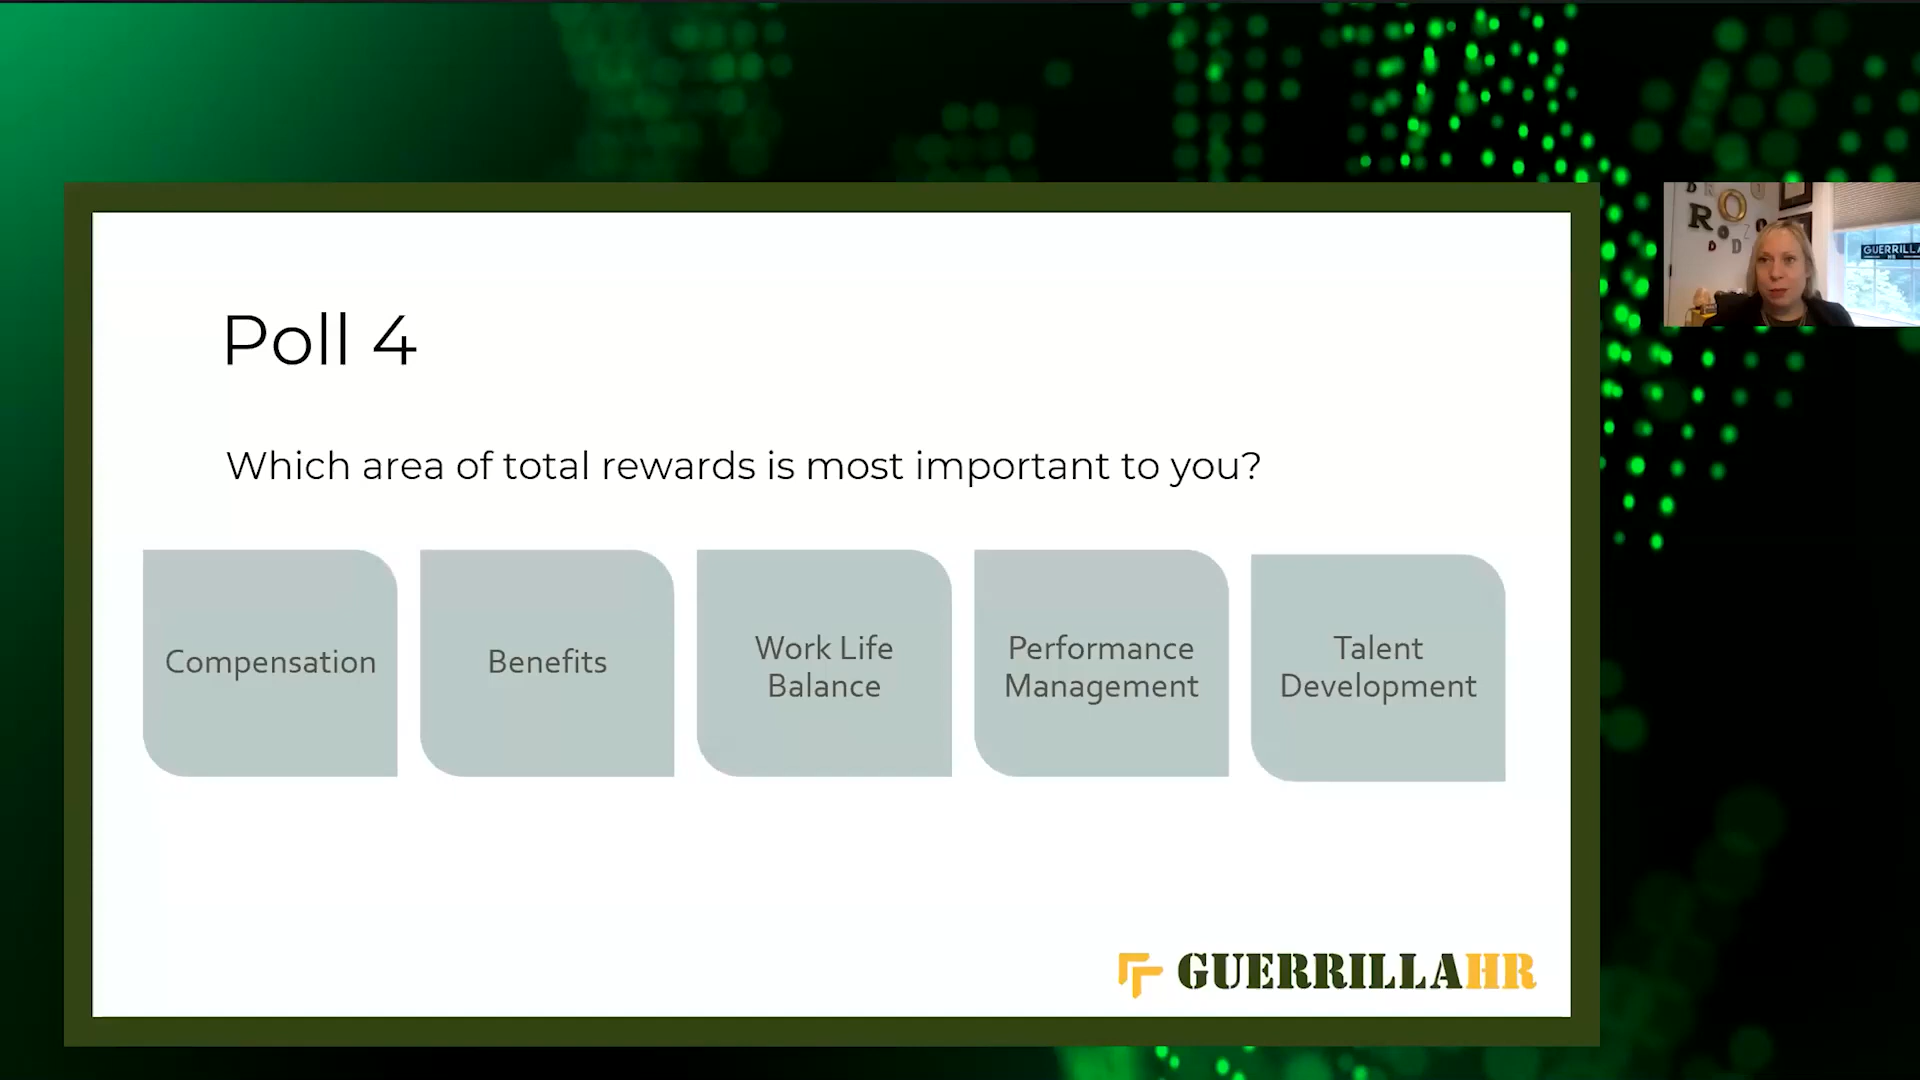 Poll 4
Which area of total rewards is most important to you?
Compensation
Benefits
Work Life
Balance
Performance
Management
Talent
Development
GUERRILLAHR
GUERRILLA